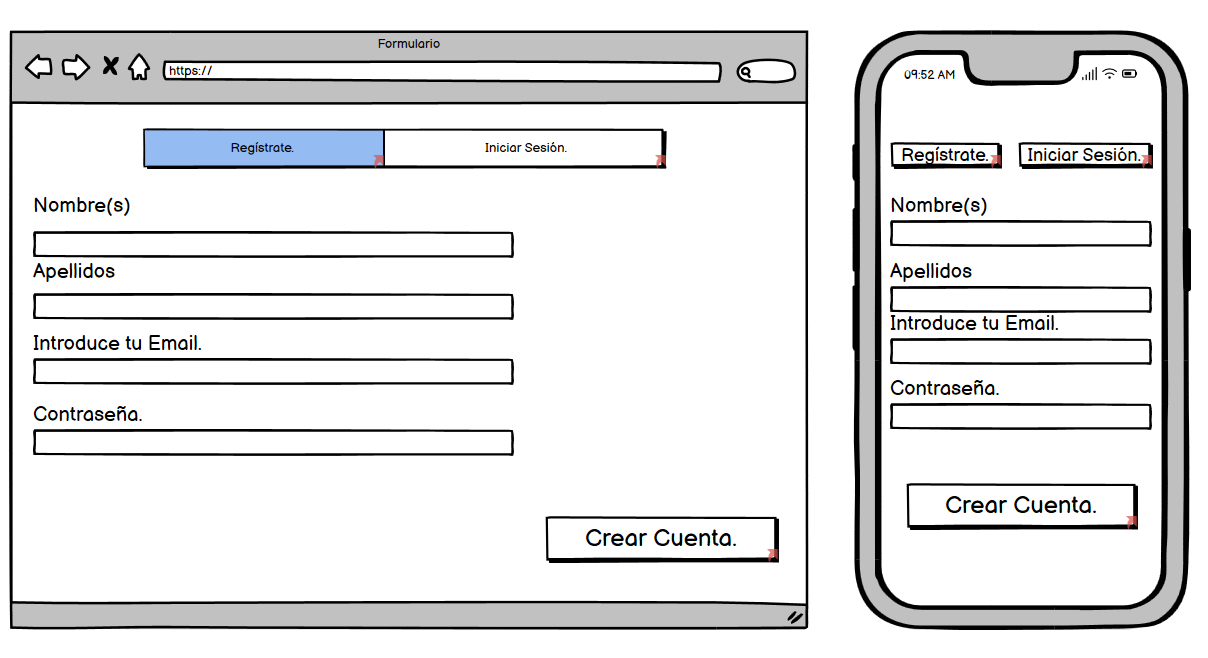 Formulario
https://
Regístrate.
Iniciar Sesión.
Nombre(s)
Apellidos
Introduce tu Email.
Contraseña.
Crear Cuenta.
09:52 AM
Regístrate.
Iniciar Sesión.
Nombre(s)
Apellidos
Introduce tu Email.
Contraseña.
Crear Cuenta.